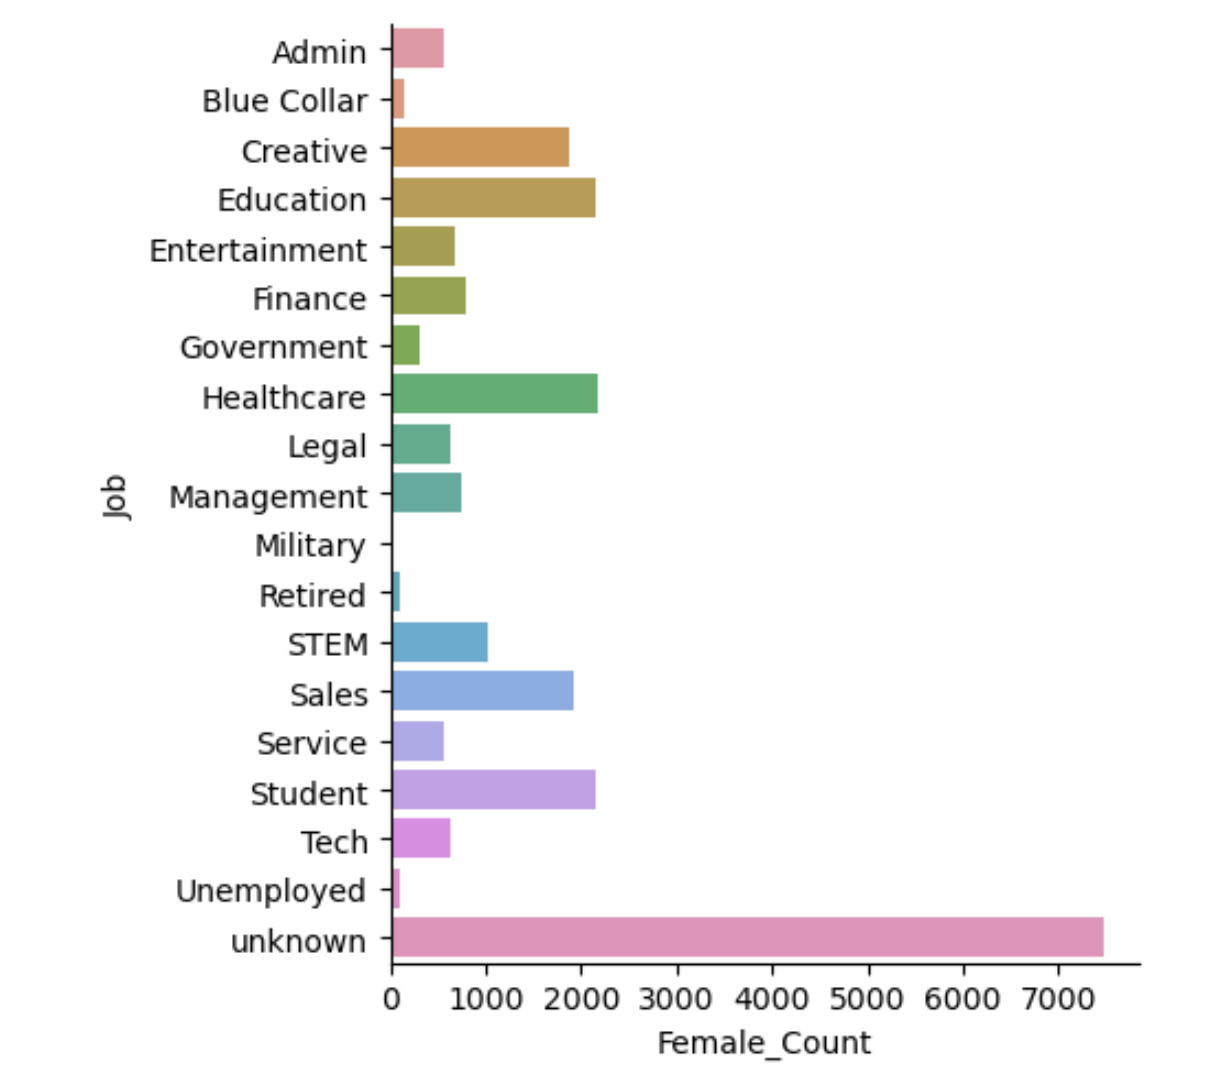 Admin
Blue Collar
Creative
Education
Entertainment
Finance
Government
Healthcare
Legal
Management
Military
Retired
STEM
Sales
Service
Student
Tech
Unemployed
unknown
Job
0 1000 2000 3000 4000 5000 6000 7000
Female_Count